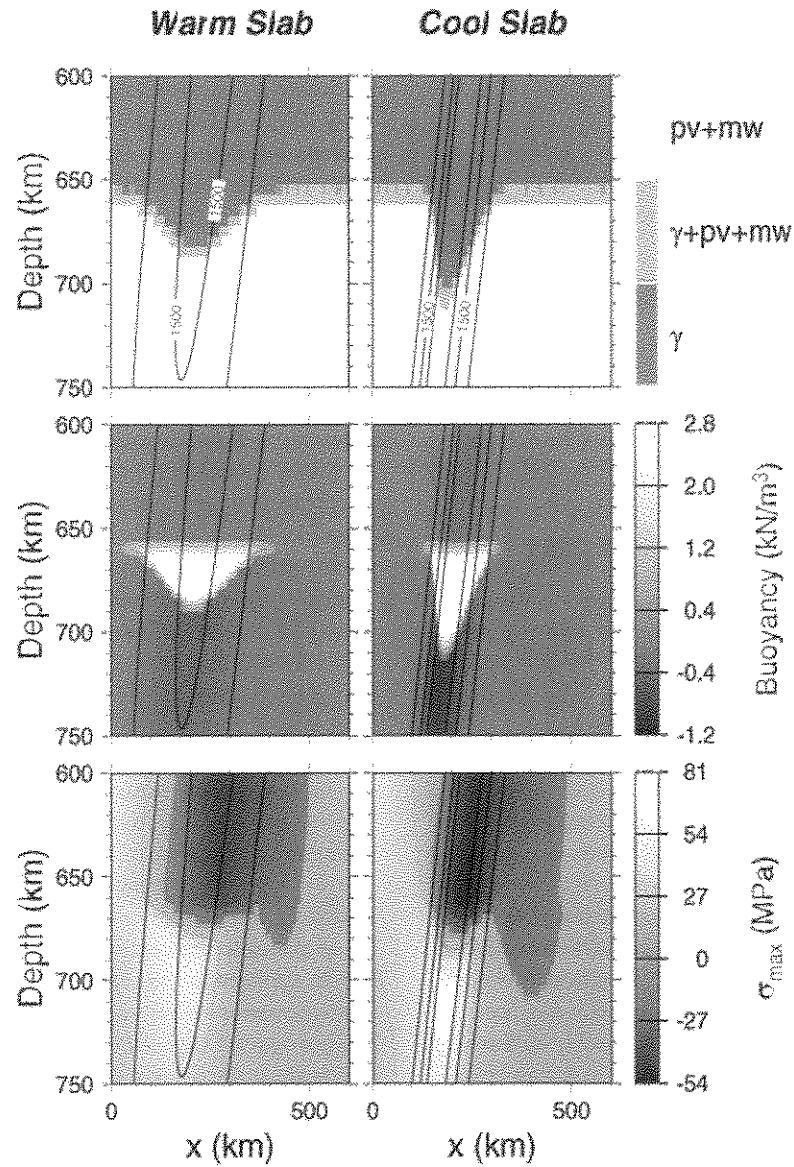 Warm Slab Cool Slab
600
650
700
750
Depth (km)
1500
1500
1500
1500
pv+mw
γ+pv+mw
γ
600
650
700
750
Depth (km)
2.8
2.0
1.2
0.4
-0.4
-1.2
Buoyancy (kN/m³)
600
650
700
750
Depth (km)
81
54
27
0
-27
-54
σmax (MPa)
0 500 0 500
x (km) x (km)